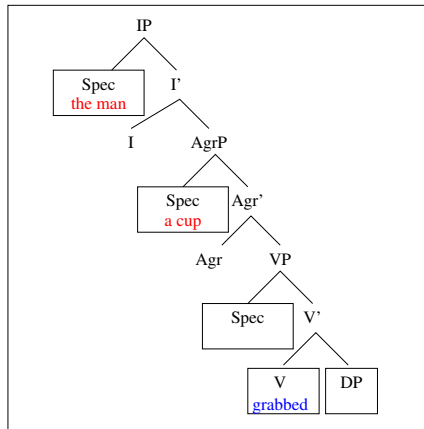 IP
Spec
the man
I'
I
AgrP
Spec
a cup
Agr'
Agr
VP
Spec
V'
V
grabbed
DP